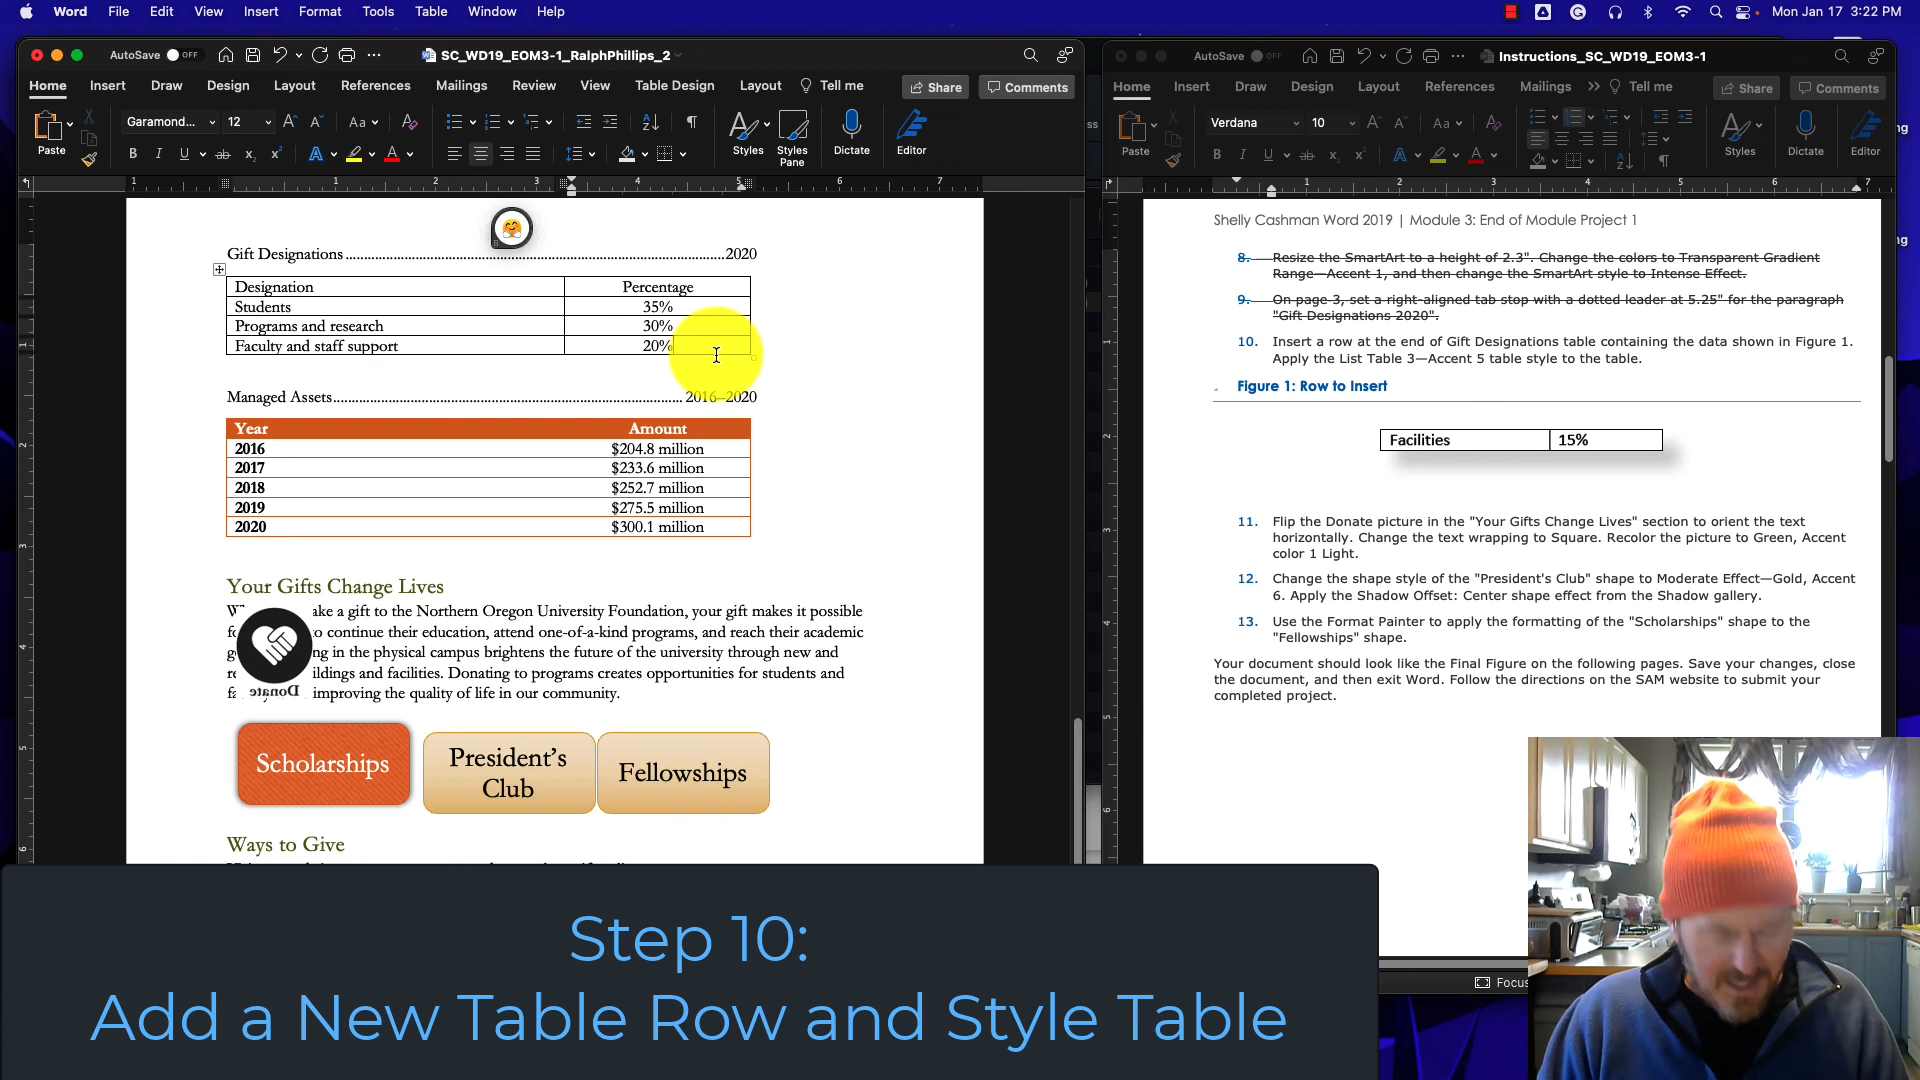 Word File Edit View Insert Format Tools Table Window Help
Mon Jan 17 3:22 PM
AutoSave OFF
SC_WD19_EOM3-1_RalphPhillips_2
Home Insert Draw Design Layout References Mailings Review View Table Design Layout Tell me
Share Comments
Garamond... 12
Paste
Styles
Styles Pane
Dictate
Editor
Gift Designations 2020
Designation Percentage
Students 35%
Programs and research 30%
Faculty and staff support 20%
Managed Assets 2016–2020
Year Amount
2016 $204.8 million
2017 $233.6 million
2018 $252.7 million
2019 $275.5 million
2020 $300.1 million
Your Gifts Change Lives
ake a gift to the Northern Oregon University Foundation, your gift makes it possible
to continue their education, attend one-of-a-kind programs, and reach their academic
ng in the physical campus brightens the future of the university through new and
ildings and facilities. Donating to programs creates opportunities for students and
improving the quality of life in our community.
Donate
Scholarships
President's
Club
Fellowships
Ways to Give
AutoSave OFF
Instructions_SC_WD19_EOM3-1
Home Insert Draw Design Layout References Mailings Tell me
Share Comments
Verdana 10
Paste
Styles
Dictate
Editor
Shelly Cashman Word 2019 | Module 3: End of Module Project 1
8. Resize the SmartArt to a height of 2.3". Change the colors to Transparent Gradient
Range—Accent 1, and then change the SmartArt style to Intense Effect.
9. On page 3, set a right-aligned tab stop with a dotted leader at 5.25" for the paragraph
"Gift Designations 2020".
10. Insert a row at the end of Gift Designations table containing the data shown in Figure 1.
Apply the List Table 3—Accent 5 table style to the table.
Figure 1: Row to Insert
Facilities 15%
11. Flip the Donate picture in the "Your Gifts Change Lives" section to orient the text
horizontally. Change the text wrapping to Square. Recolor the picture to Green, Accent
color 1 Light.
12. Change the shape style of the "President's Club" shape to Moderate Effect—Gold, Accent
6. Apply the Shadow Offset: Center shape effect from the Shadow gallery.
13. Use the Format Painter to apply the formatting of the "Scholarships" shape to the
"Fellowships" shape.
Your document should look like the Final Figure on the following pages. Save your changes, close
the document, and then exit Word. Follow the directions on the SAM website to submit your
completed project.
Focus
Step 10:
Add a New Table Row and Style Table